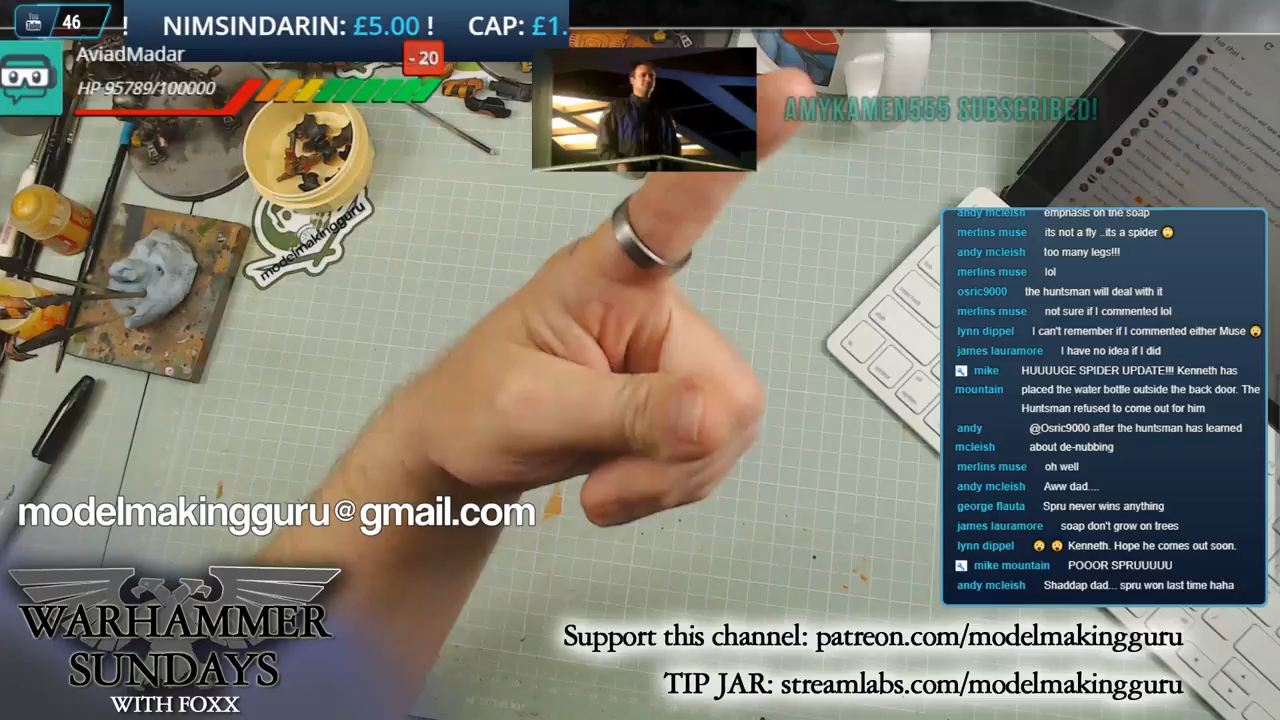 You
46
! NIMSINDARIN: £5.00 ! CAP: £1.
AviadMadar
- 20
HP 95789/100000
AMYKAMEN555 SUBSCRIBED!
modelmakingguru
andy mcleish emphasis on the soap
merlins muse its not a fly ..its a spider
andy mcleish too many legs!!!
merlins muse lol
osric9000 the huntsman will deal with it
merlins muse not sure if I commented lol
lynn dippel I can't remember if I commented either Muse
james lauramore I have no idea if I did
mike HUUUUGE SPIDER UPDATE!!! Kenneth has
mountain placed the water bottle outside the back door. The
Huntsman refused to come out for him
andy @Osric9000 after the huntsman has learned
mcleish about de-nubbing
merlins muse oh well
andy mcleish Aww dad....
george flauta Spru never wins anything
james lauramore soap don't grow on trees
lynn dippel Kenneth. Hope he comes out soon.
mike mountain POOOR SPRUUUUU
andy mcleish Shaddap dad... spru won last time haha
modelmakingguru@gmail.com
WARHAMMER
SUNDAYS
WITH FOXX
Support this channel: patreon.com/modelmakingguru
TIP JAR: streamlabs.com/modelmakingguru